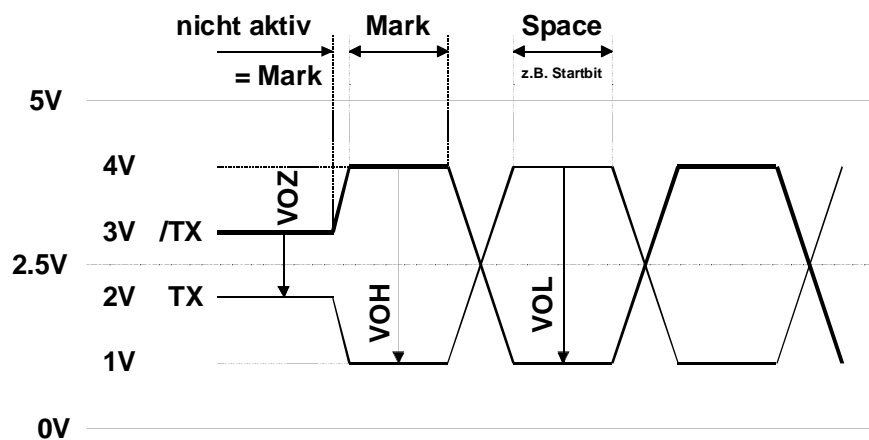 nicht aktiv Mark Space
= Mark z.B. Startbit
5V
4V
VOZ
3V /TX
2.5V
2V TX
VOH VOL
1V
0V